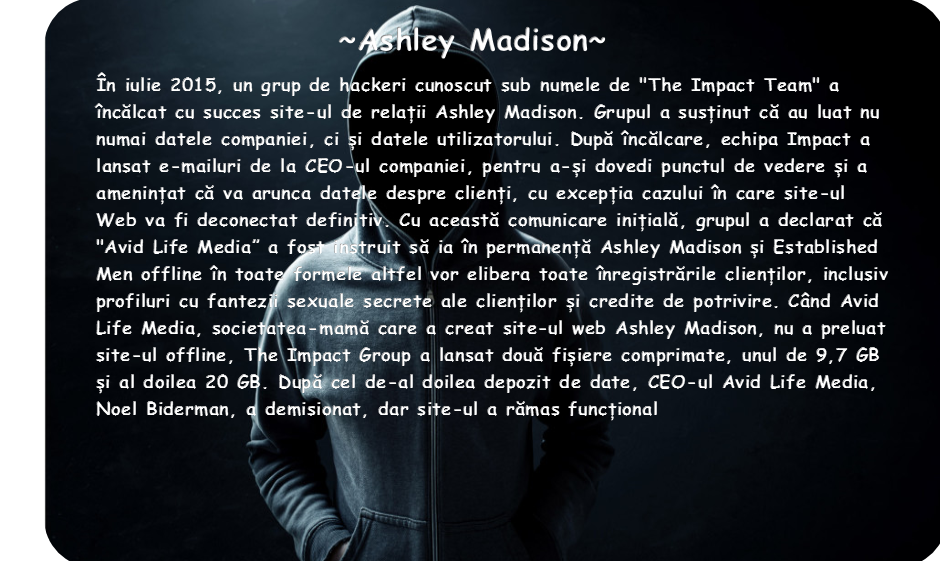 ~Ashley Madison~
În iulie 2015, un grup de hackeri cunoscut sub numele de "The Impact Team" a
încălcat cu succes site-ul de relații Ashley Madison. Grupul a susținut că au luat nu
numai datele companiei, ci și datele utilizatorului. După încălcare, echipa Impact a
lansat e-mailuri de la CEO-ul companiei, pentru a-și dovedi punctul de vedere și a
amenințat că va arunca datele despre clienți, cu excepția cazului în care site-ul
Web va fi deconectat definitiv. Cu această comunicare inițială, grupul a declarat că
"Avid Life Media” a fost instruit să ia în permanență Ashley Madison și Established
Men offline în toate formele altfel vor elibera toate înregistrările clienților, inclusiv
profiluri cu fantezii sexuale secrete ale clienților și credite de potrivire. Când Avid
Life Media, societatea-mamă care a creat site-ul web Ashley Madison, nu a preluat
site-ul offline, The Impact Group a lansat două fișiere comprimate, unul de 9,7 GB
și al doilea 20 GB. După cel de-al doilea depozit de date, CEO-ul Avid Life Media,
Noel Biderman, a demisionat, dar site-ul a rămas funcțional